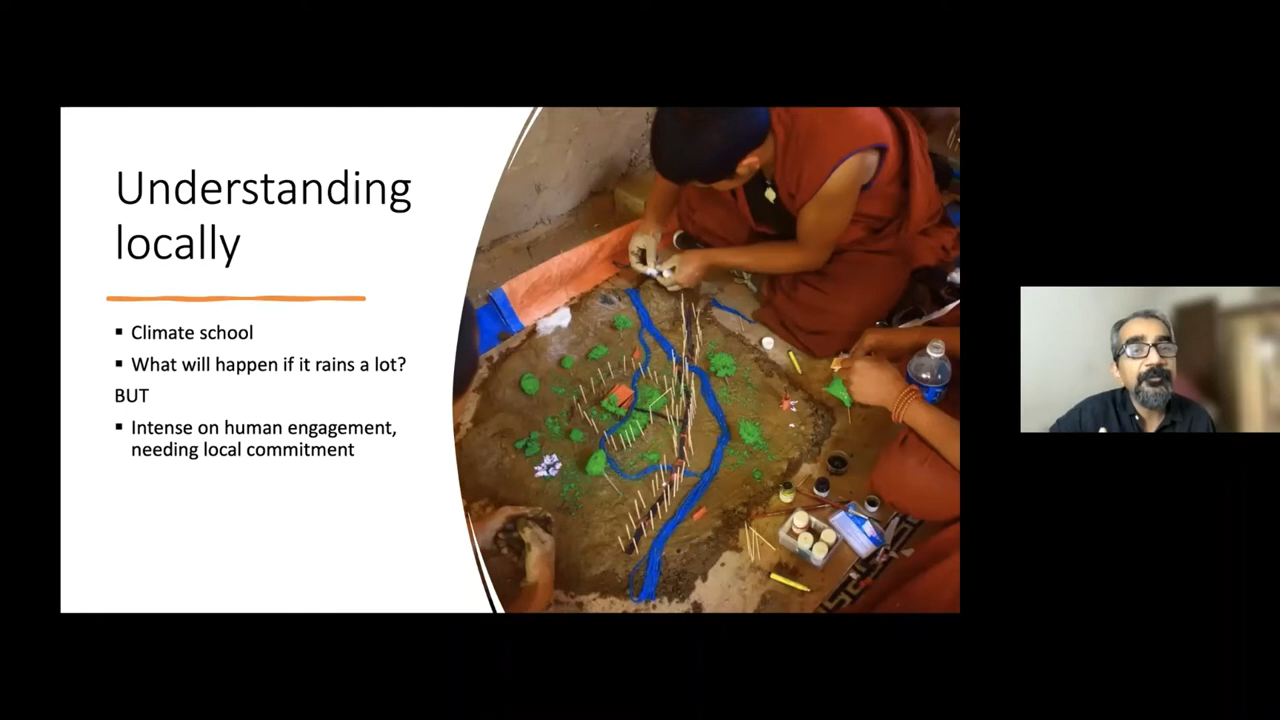 Understanding
locally
▪ Climate school
▪ What will happen if it rains a lot?
BUT
▪ Intense on human engagement,
needing local commitment